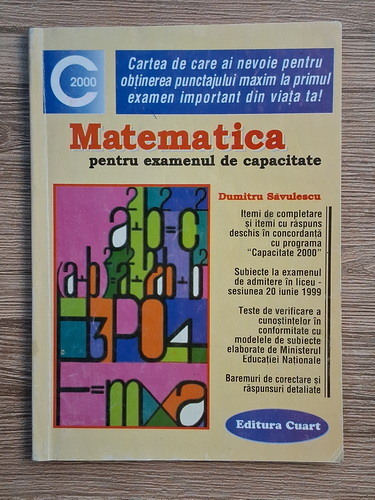 C 2000
Cartea de care ai nevoie pentru
obținerea punctajului maxim la primul
examen important din viața ta!
Matematica
pentru examenul de capacitate
Dumitru Săvulescu
Itemi de completare
și itemi cu răspuns
deschis în concordantă
cu programa
"Capacitate 2000"
Subiecte la examenul
de admitere în liceu -
sesiunea 20 iunie 1999
Teste de verificare a
cunoștințelor în
conformitate cu
modelele de subiecte
elaborate de Ministerul
Educației Naționale
Baremuri de corectare și
răspunsuri detaliate
Editura Cuart